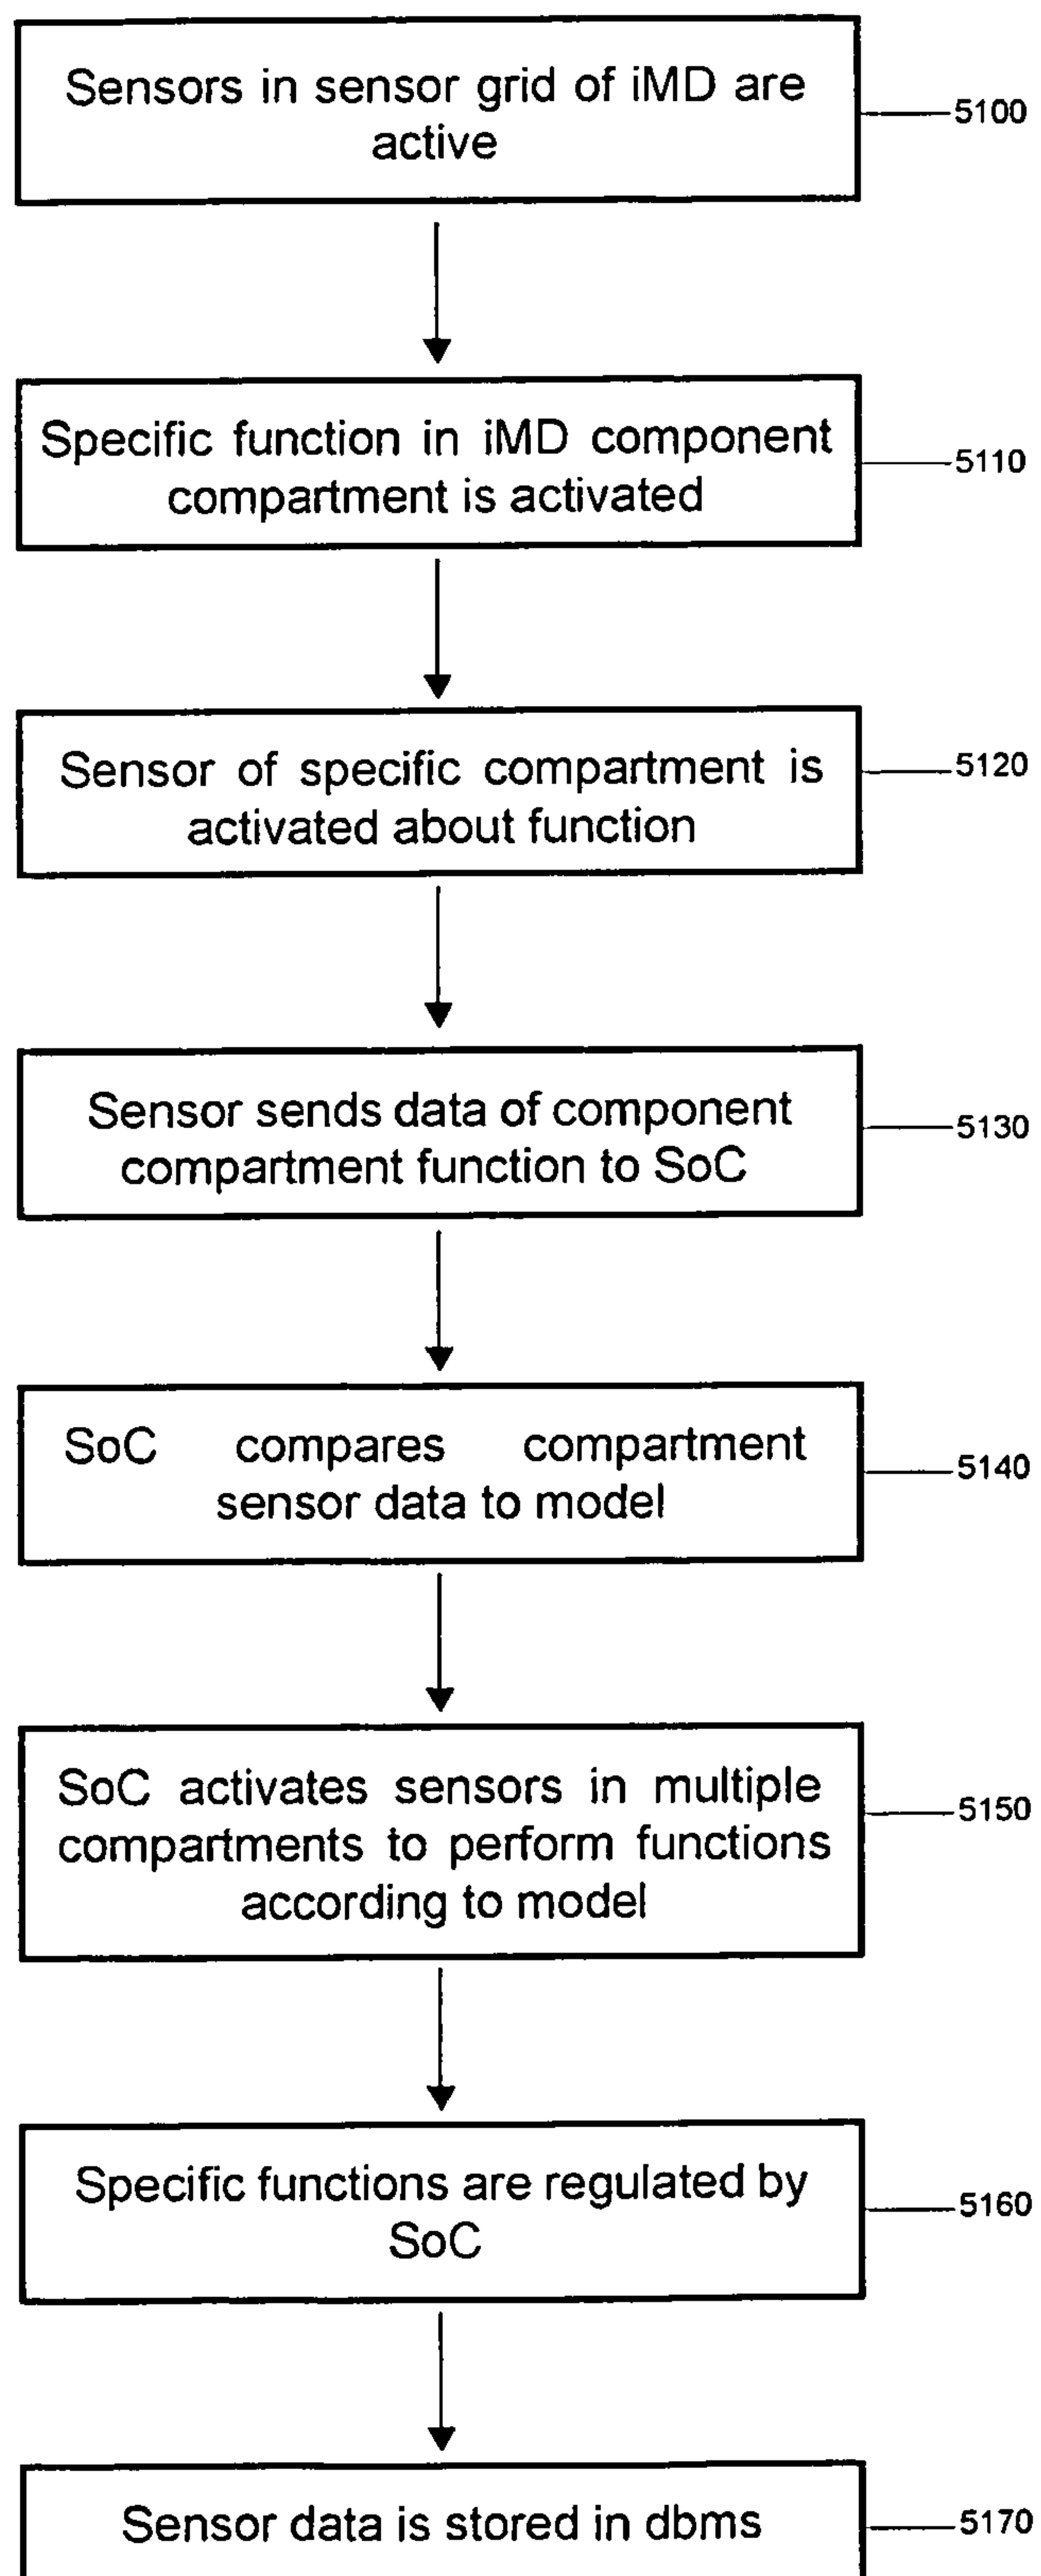 Sensors in sensor grid of iMD are
active
5100
Specific function in iMD component
compartment is activated
5110
Sensor of specific compartment is
activated about function
5120
Sensor sends data of component
compartment function to SoC
5130
SoC compares compartment
sensor data to model
5140
SoC activates sensors in multiple
compartments to perform functions
according to model
5150
Specific functions are regulated by
SoC
5160
Sensor data is stored in dbms
5170